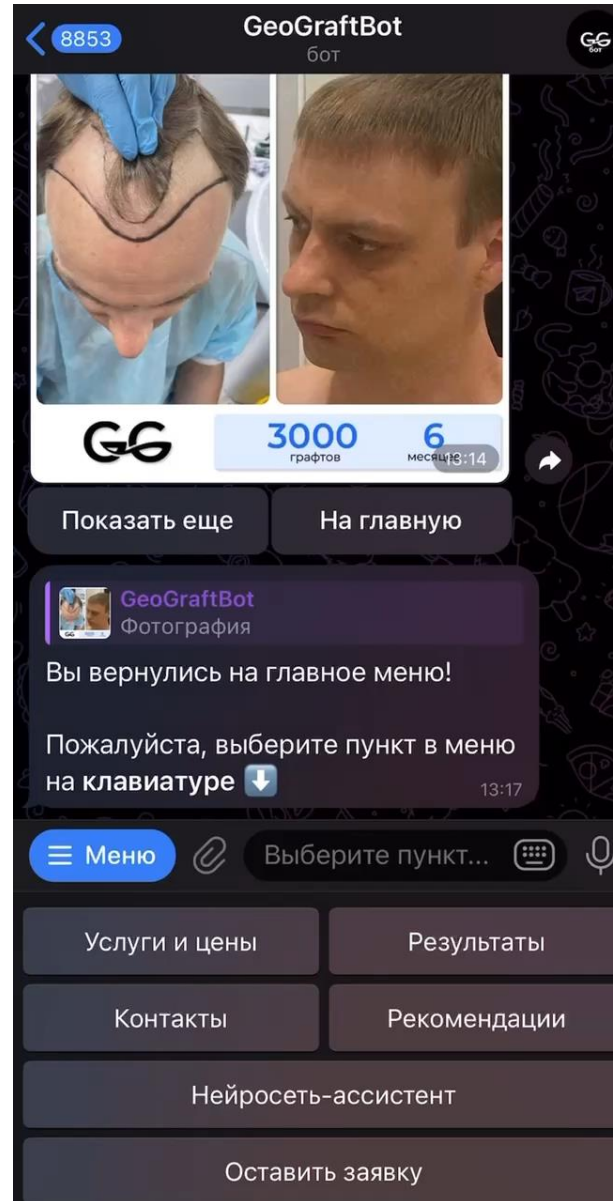 8853
GeoGraftBot
бот
GG
бот
GG
3000
графтов
6
месяцев
13:14
Показать еще
На главную
GeoGraftBot
Фотография
Вы вернулись на главное меню!
Пожалуйста, выберите пункт в меню
на клавиатуре
13:17
Меню
Выберите пункт...
Услуги и цены
Результаты
Контакты
Рекомендации
Нейросеть-ассистент
Оставить заявку